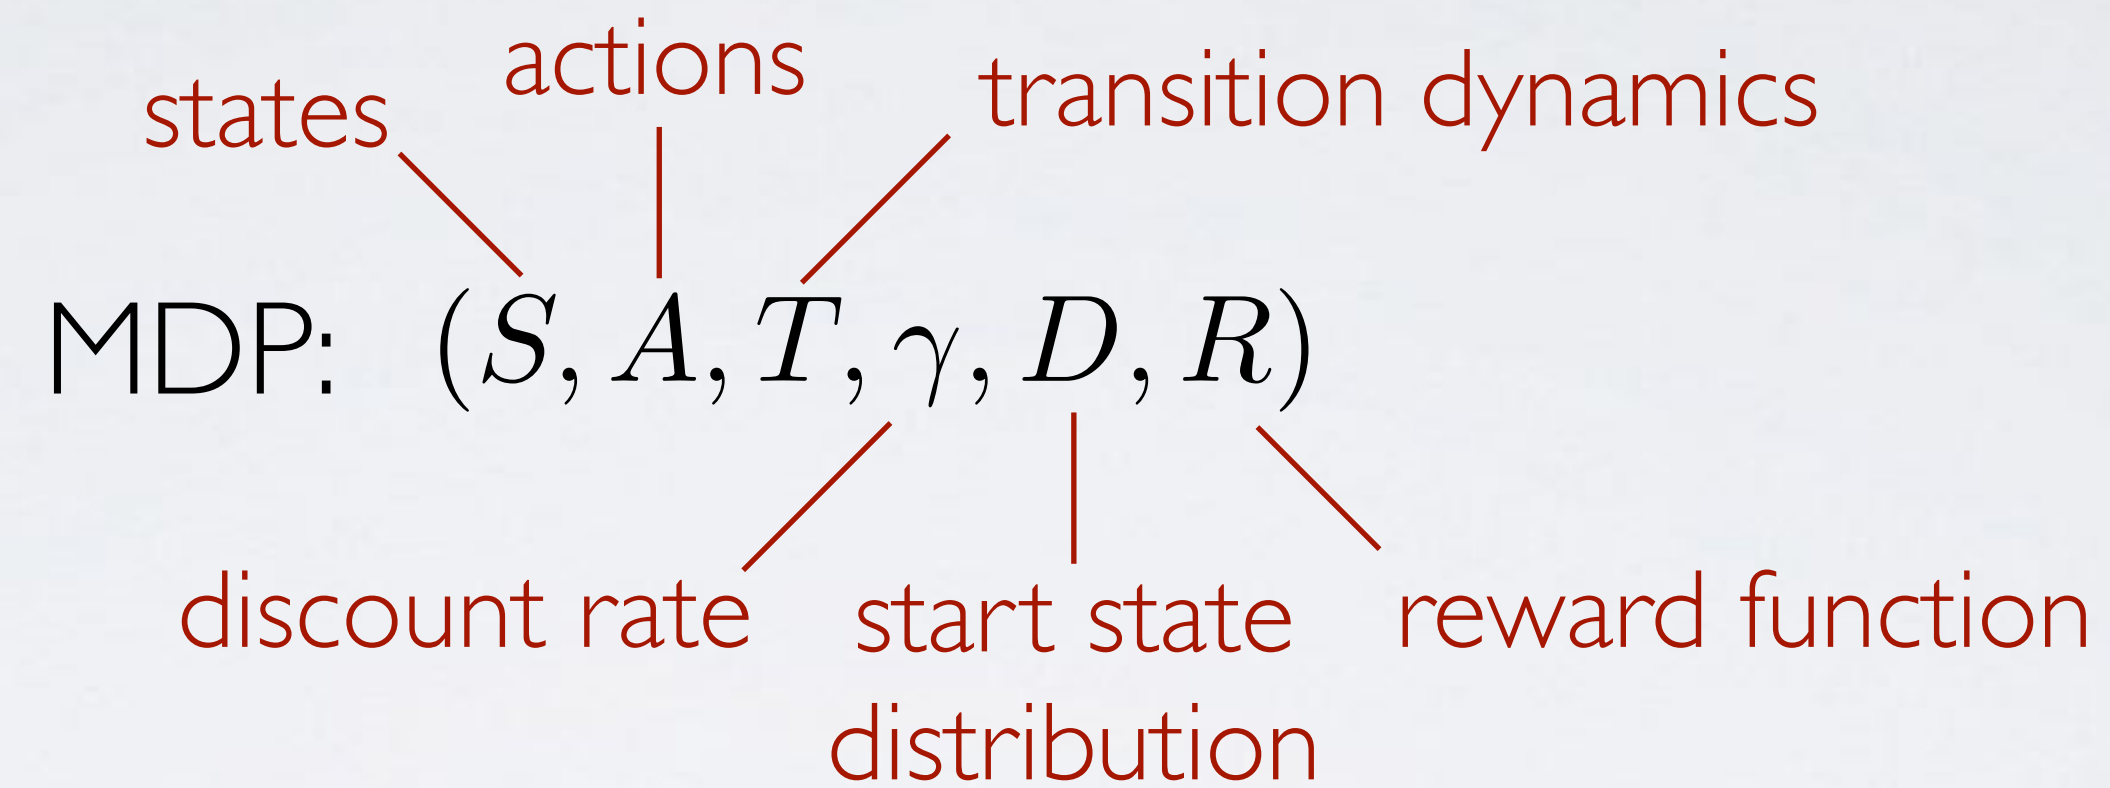 actions
states
transition dynamics
MDP: (S, A, T, γ, D, R)
discount rate
start state
distribution
reward function